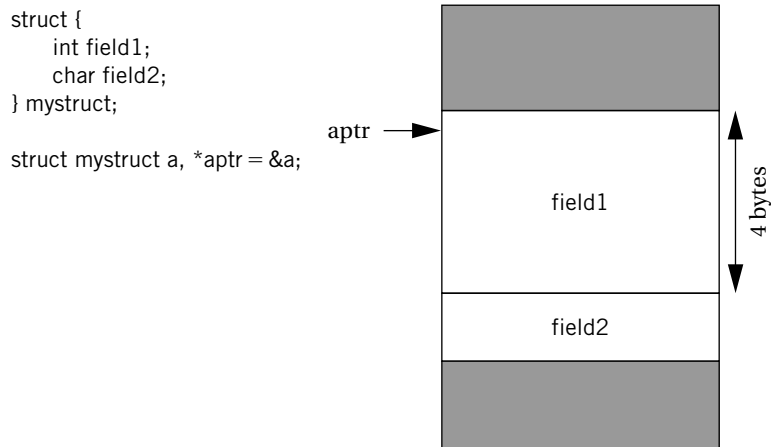 struct {
int field1;
char field2;
} mystruct;
struct mystruct a, *aptr = &a;
aptr
field1
4 bytes
field2